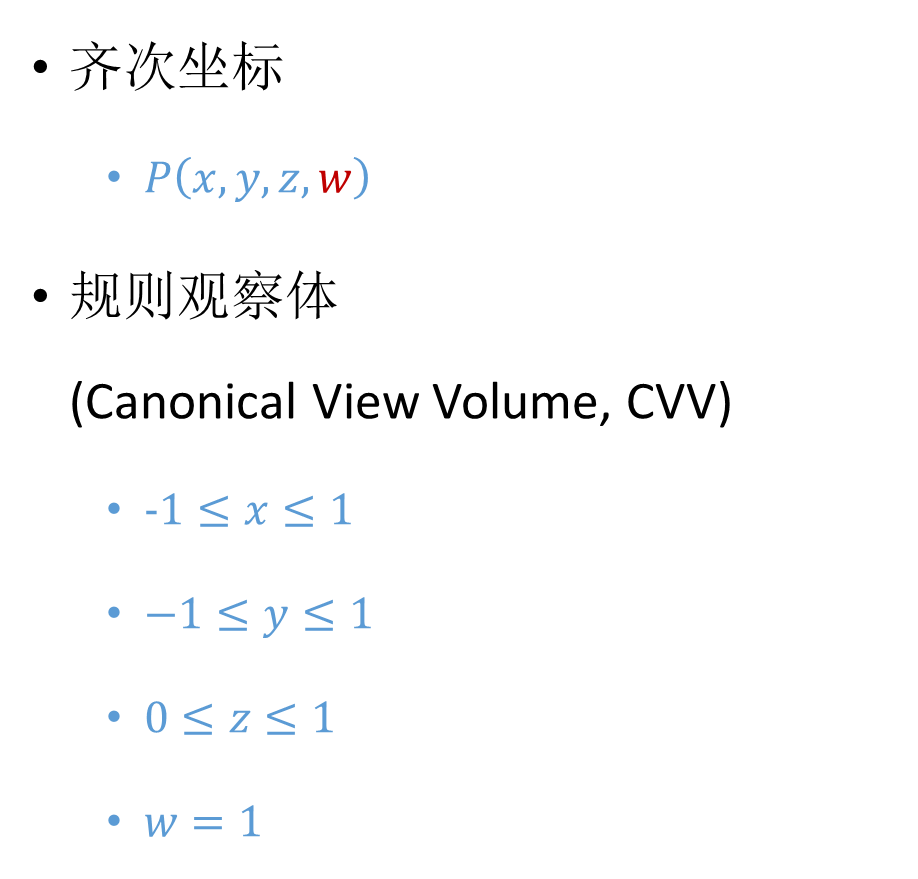 • 齐次坐标
• P(x, y, z, w)
• 规则观察体
(Canonical View Volume, CVV)
• -1 ≤ x ≤ 1
• −1 ≤ y ≤ 1
• 0 ≤ z ≤ 1
• w = 1